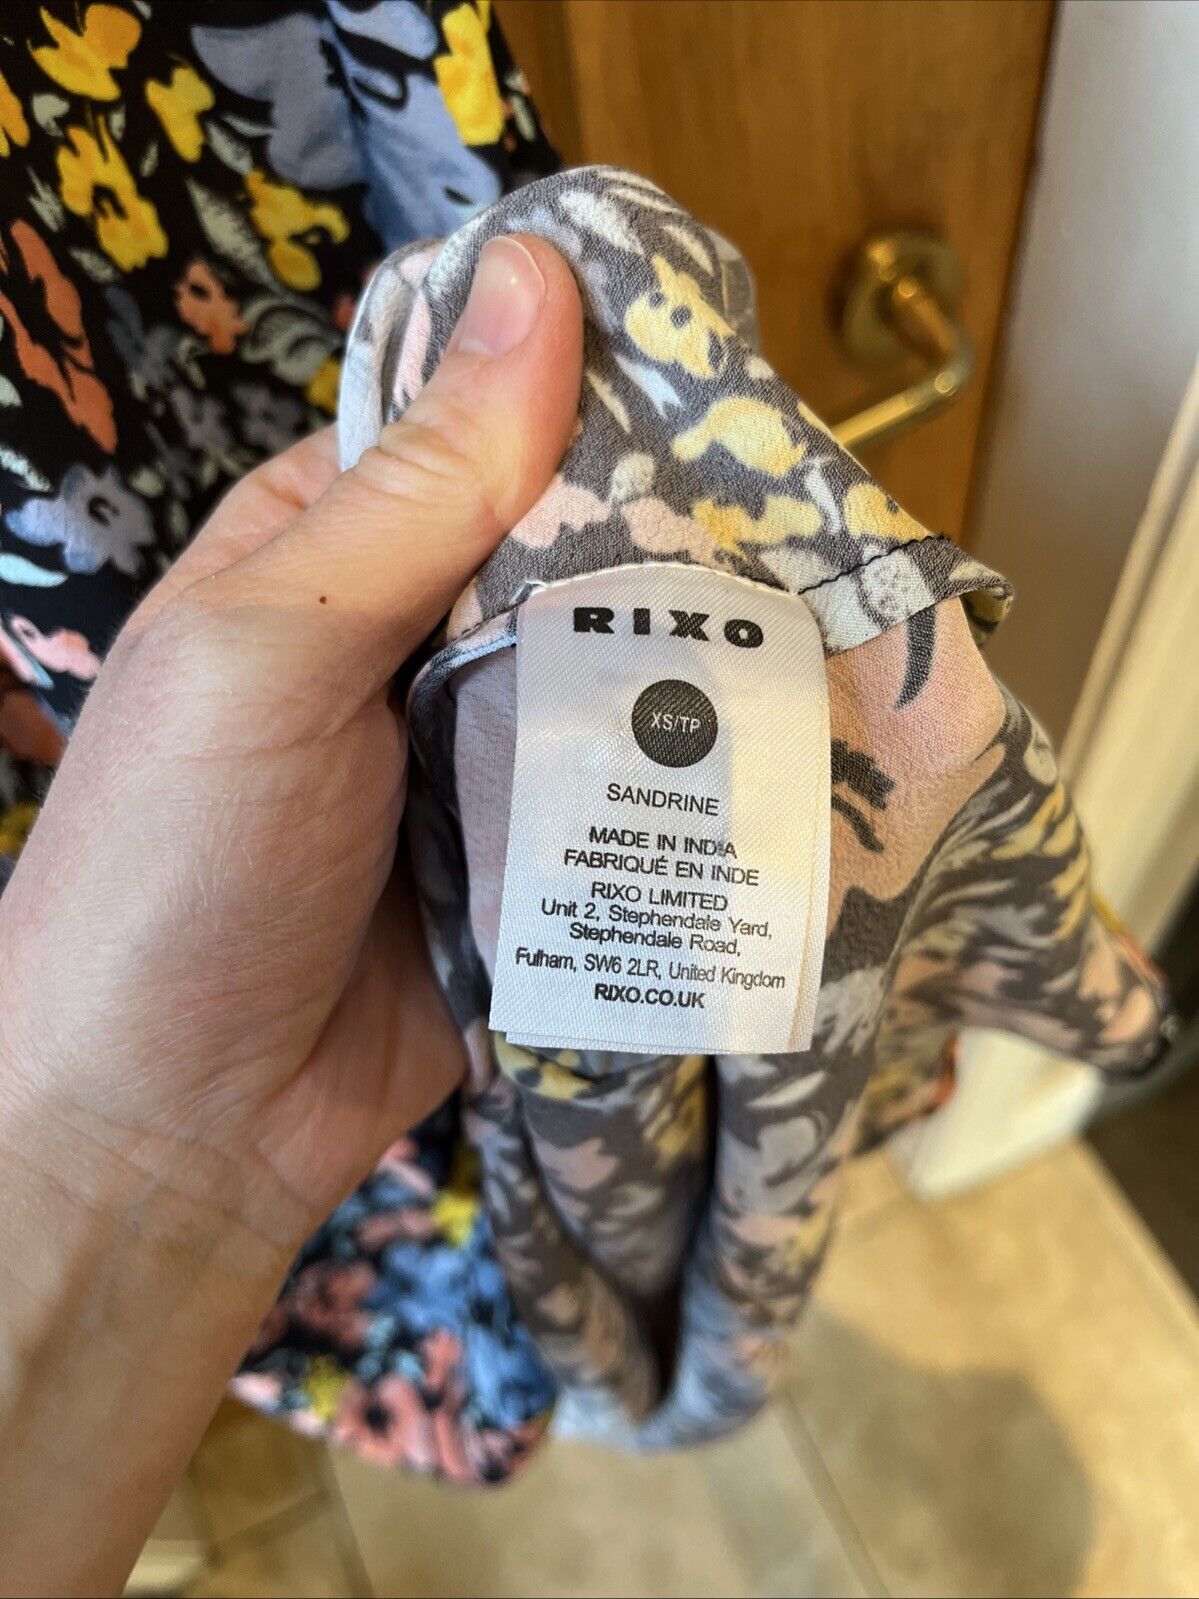 RIXO
XS/TP
SANDRINE
MADE IN INDIA
FABRIQUÉ EN INDE
RIXO LIMITED
Unit 2, Stephendale Yard,
Stephendale Road,
Fulham, SW6 2LR, United Kingdom
RIXO.CO.UK